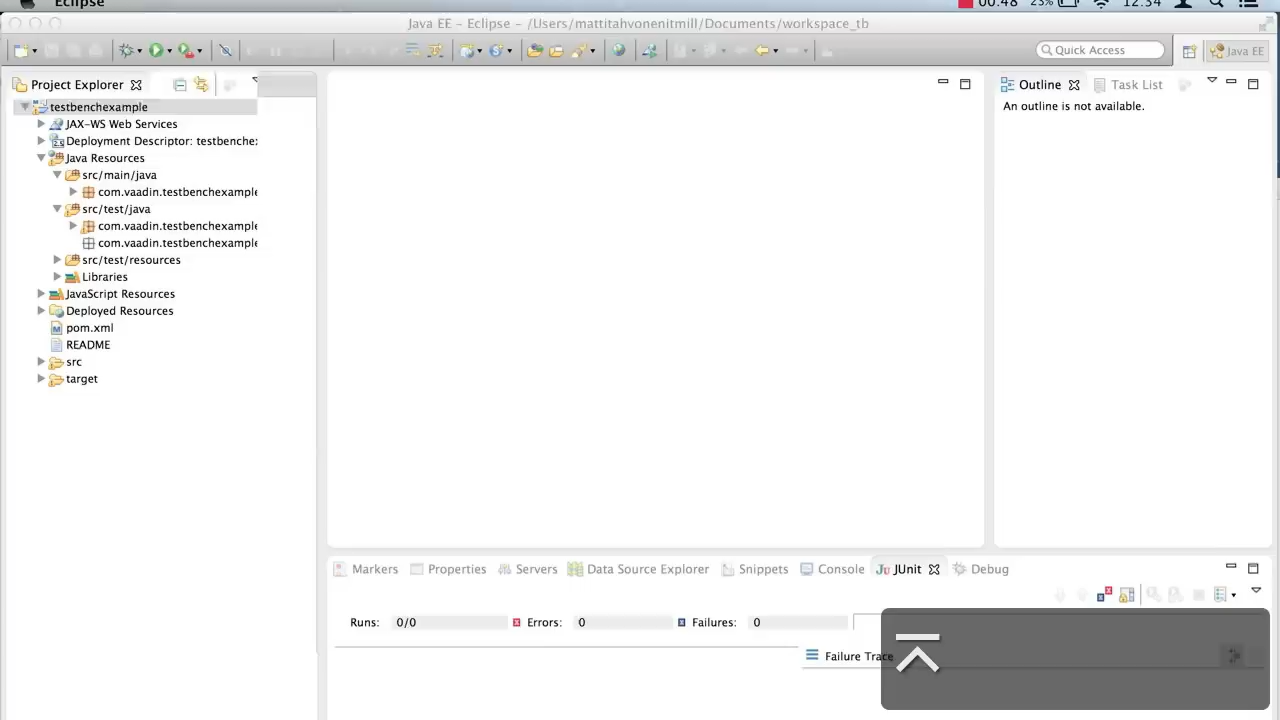 Eclipse 00:48 23% 12.34
Java EE – Eclipse – /Users/mattitahvonenitmill/Documents/workspace_tb
Quick Access Java EE
Project Explorer
testbenchexample
JAX-WS Web Services
Deployment Descriptor: testbenchex
Java Resources
src/main/java
com.vaadin.testbenchexample
src/test/java
com.vaadin.testbenchexample
com.vaadin.testbenchexample
src/test/resources
Libraries
JavaScript Resources
Deployed Resources
pom.xml
README
src
target
Outline Task List
An outline is not available.
Markers Properties Servers Data Source Explorer Snippets Console JUnit Debug
Runs: 0/0 Errors: 0 Failures: 0
Failure Trace